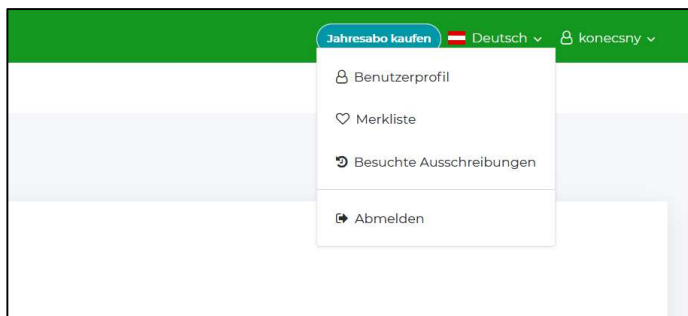 Jahresabo kaufen Deutsch konecsny
Benutzerprofil
Merkliste
Besuchte Ausschreibungen
Abmelden